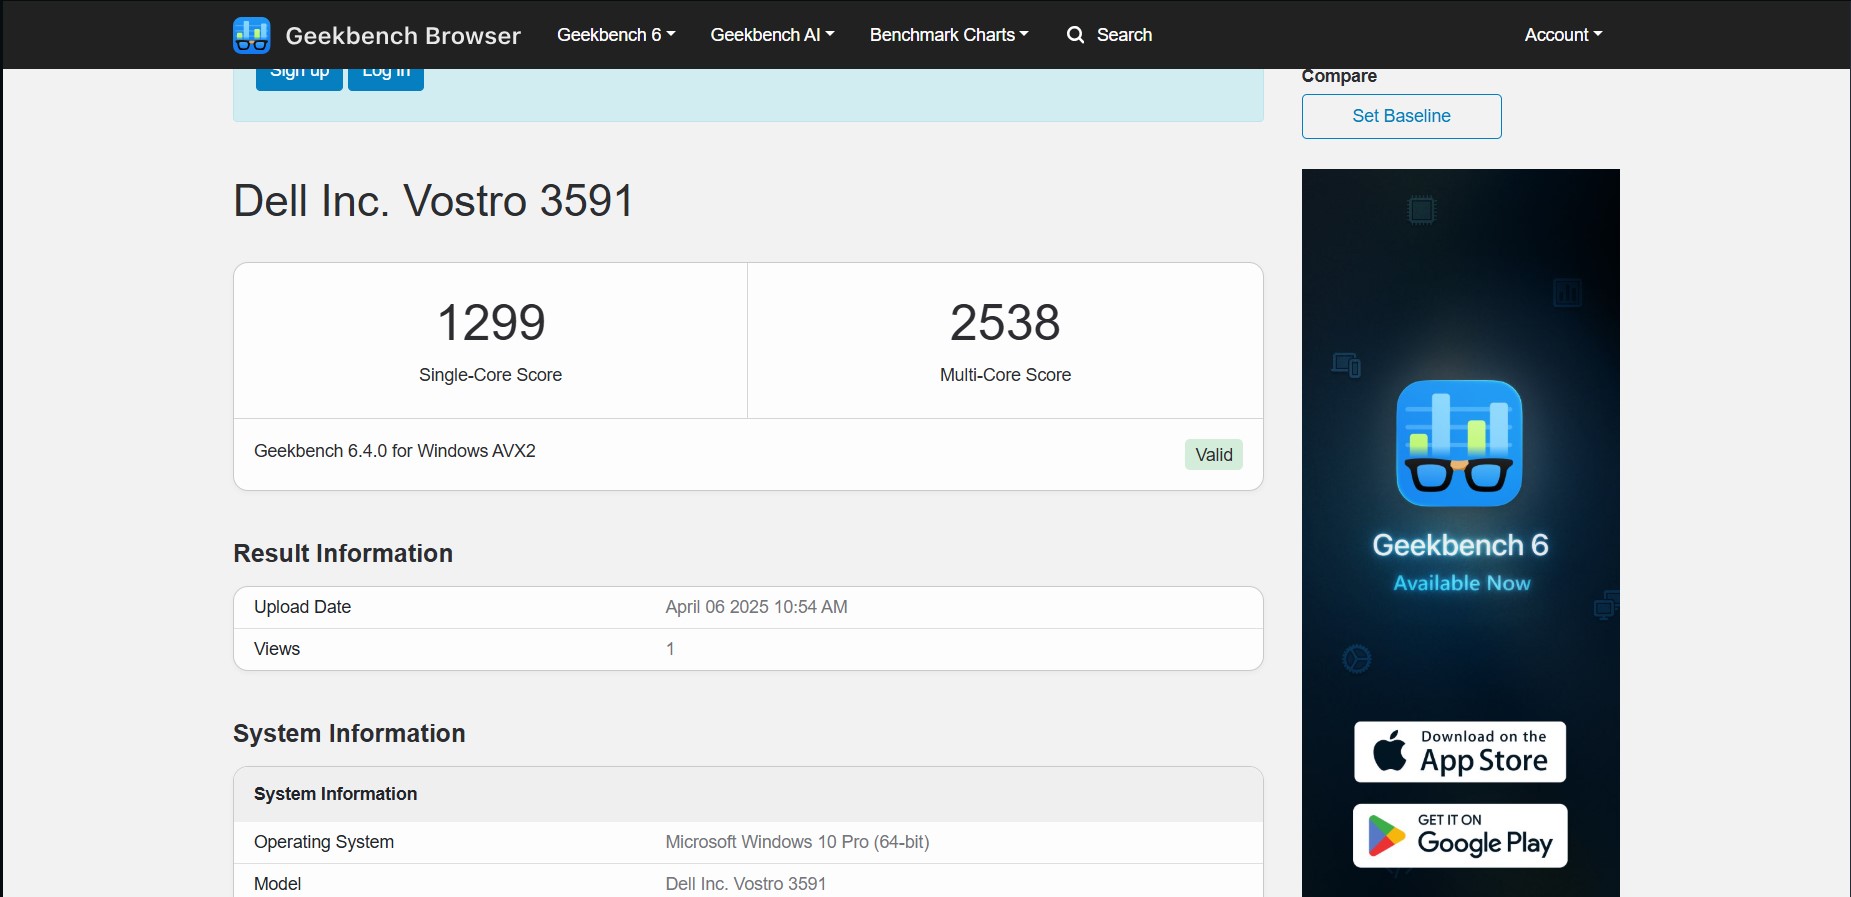 Geekbench Browser Geekbench 6 Geekbench AI Benchmark Charts Search Account
Sign up Log in
Compare
Set Baseline
Dell Inc. Vostro 3591
1299 2538
Single-Core Score Multi-Core Score
Geekbench 6.4.0 for Windows AVX2 Valid
Result Information
Upload Date April 06 2025 10:54 AM
Views 1
System Information
System Information
Operating System Microsoft Windows 10 Pro (64-bit)
Model Dell Inc. Vostro 3591
Geekbench 6
Available Now
Download on the
App Store
GET IT ON
Google Play